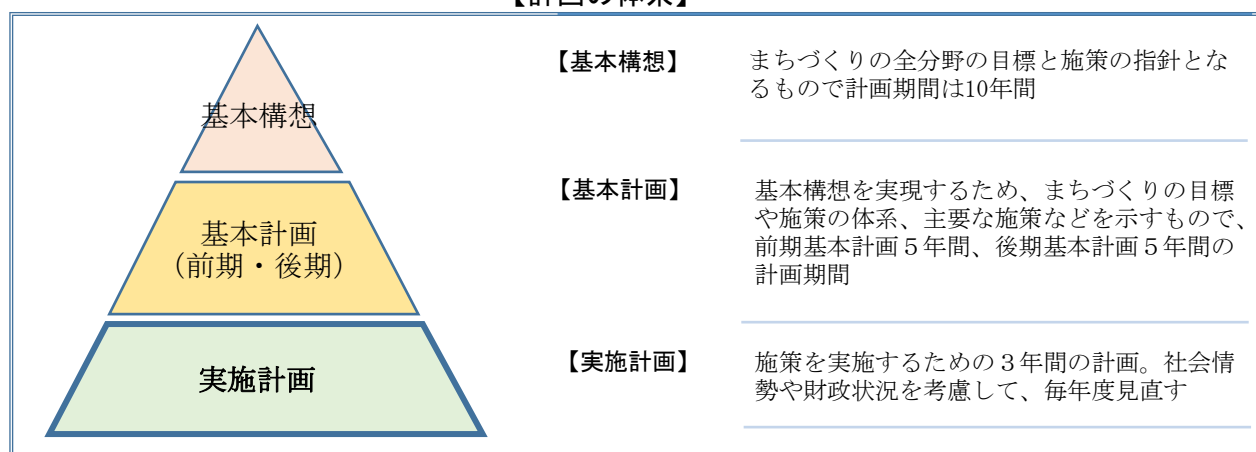 【計画の体系】
基本構想
基本計画
（前期・後期）
実施計画
【基本構想】
まちづくりの全分野の目標と施策の指針とな
るもので計画期間は10年間
【基本計画】
基本構想を実現するため、まちづくりの目標
や施策の体系、主要な施策などを示すもので、
前期基本計画５年間、後期基本計画５年間の
計画期間
【実施計画】
施策を実施するための３年間の計画。社会情
勢や財政状況を考慮して、毎年度見直す